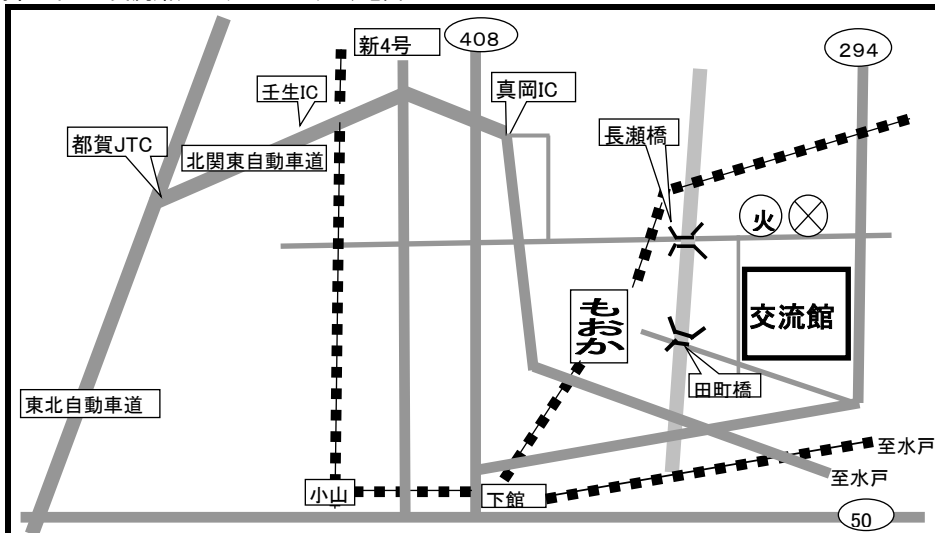 新4号
408
294
壬生IC
真岡IC
都賀JTC
長瀬橋
北関東自動車道
火
もおか
交流館
田町橋
東北自動車道
至水戸
至水戸
小山
下館
50